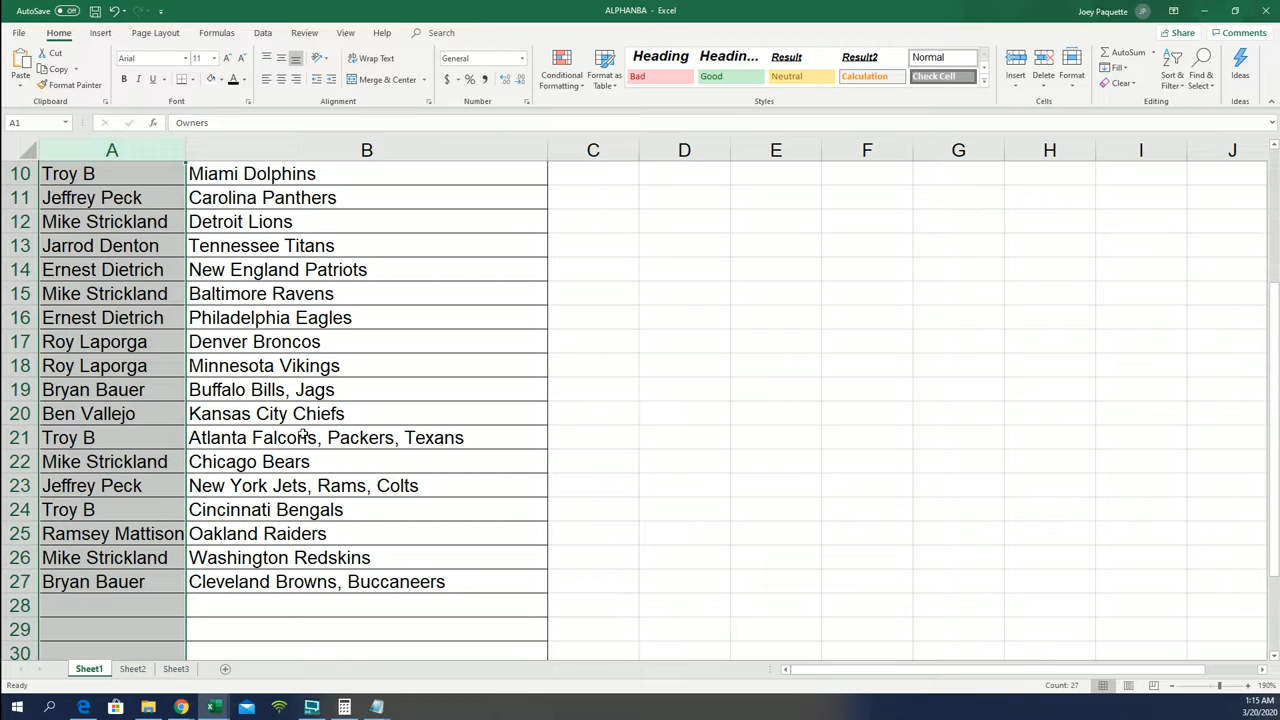 AutoSave Off
ALPHANBA - Excel
Joey Paquette JF
File Home Insert Page Layout Formulas Data Review View Help Search
Share Comments
Paste
Cut
Copy
Format Painter
Clipboard
Arial 11
B I U
Font
Wrap Text
Merge & Center
Alignment
General
$ % ,
Number
Conditional Formatting
Format as Table
Heading Headin... Result Result2 Normal
Bad Good Neutral Calculation Check Cell
Styles
Insert Delete Format
Cells
AutoSum
Fill
Clear
Sort & Filter
Find & Select
Editing
Ideas
Ideas
A1 fx Owners
A B C D E F G H I J
10 Troy B Miami Dolphins
11 Jeffrey Peck Carolina Panthers
12 Mike Strickland Detroit Lions
13 Jarrod Denton Tennessee Titans
14 Ernest Dietrich New England Patriots
15 Mike Strickland Baltimore Ravens
16 Ernest Dietrich Philadelphia Eagles
17 Roy Laporga Denver Broncos
18 Roy Laporga Minnesota Vikings
19 Bryan Bauer Buffalo Bills, Jags
20 Ben Vallejo Kansas City Chiefs
21 Troy B Atlanta Falcons, Packers, Texans
22 Mike Strickland Chicago Bears
23 Jeffrey Peck New York Jets, Rams, Colts
24 Troy B Cincinnati Bengals
25 Ramsey Mattison Oakland Raiders
26 Mike Strickland Washington Redskins
27 Bryan Bauer Cleveland Browns, Buccaneers
28
29
30
Sheet1 Sheet2 Sheet3
Ready
Count: 27
190%
1:15 AM
3/20/2020